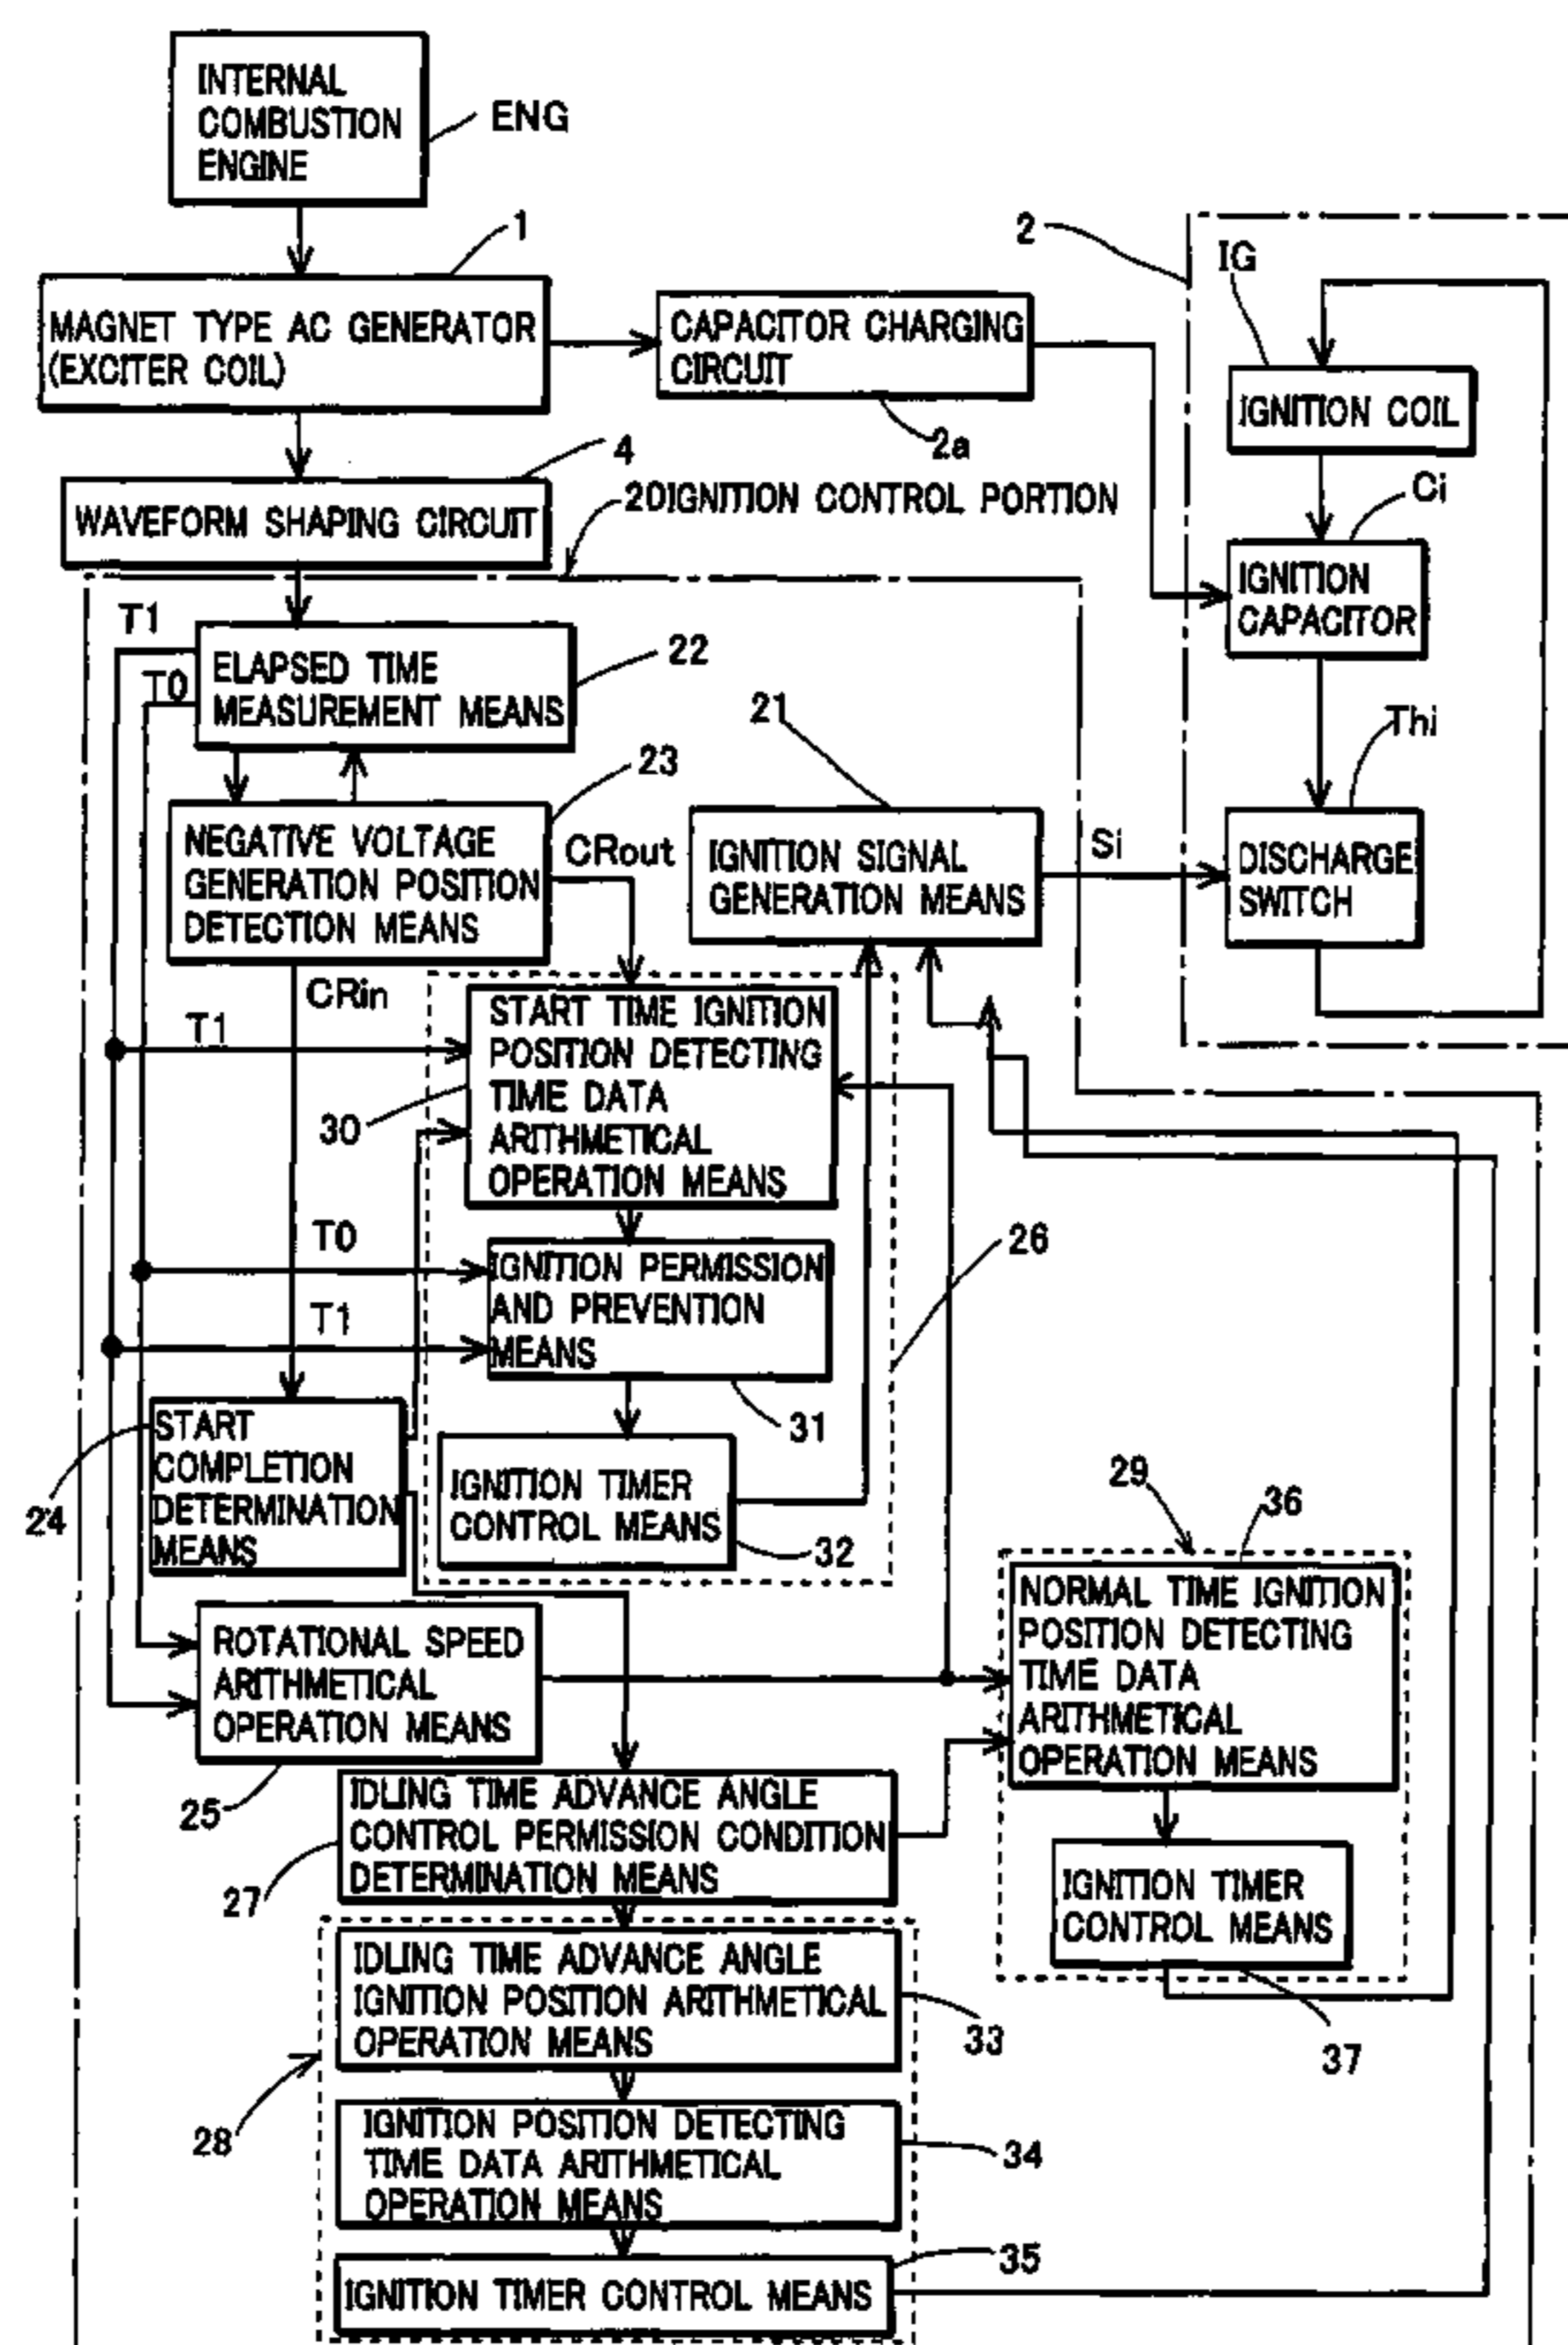 INTERNAL
COMBUSTION
ENGINE
ENG
1
MAGNET TYPE AC GENERATOR
(EXCITER COIL)
CAPACITOR CHARGING
CIRCUIT
2a
2
IG
IGNITION COIL
Ci
IGNITION
CAPACITOR
Thi
DISCHARGE
SWITCH
4
WAVEFORM SHAPING CIRCUIT
20IGNITION CONTROL PORTION
T1
T0
ELAPSED TIME
MEASUREMENT MEANS
22
23
NEGATIVE VOLTAGE
GENERATION POSITION
DETECTION MEANS
CRout
21
IGNITION SIGNAL
GENERATION MEANS
Si
CRin
T1
START TIME IGNITION
POSITION DETECTING
TIME DATA
ARITHMETICAL
OPERATION MEANS
30
T0
IGNITION PERMISSION
AND PREVENTION
MEANS
T1
26
31
START
COMPLETION
DETERMINATION
MEANS
24
IGNITION TIMER
CONTROL MEANS
32
29
36
NORMAL TIME IGNITION
POSITION DETECTING
TIME DATA
ARITHMETICAL
OPERATION MEANS
ROTATIONAL SPEED
ARITHMETICAL
OPERATION MEANS
25
IDLING TIME ADVANCE ANGLE
CONTROL PERMISSION CONDITION
DETERMINATION MEANS
27
IGNITION TIMER
CONTROL MEANS
37
IDLING TIME ADVANCE ANGLE
IGNITION POSITION ARITHMETICAL
OPERATION MEANS
33
28
IGNITION POSITION DETECTING
TIME DATA ARITHMETICAL
OPERATION MEANS
34
35
IGNITION TIMER CONTROL MEANS